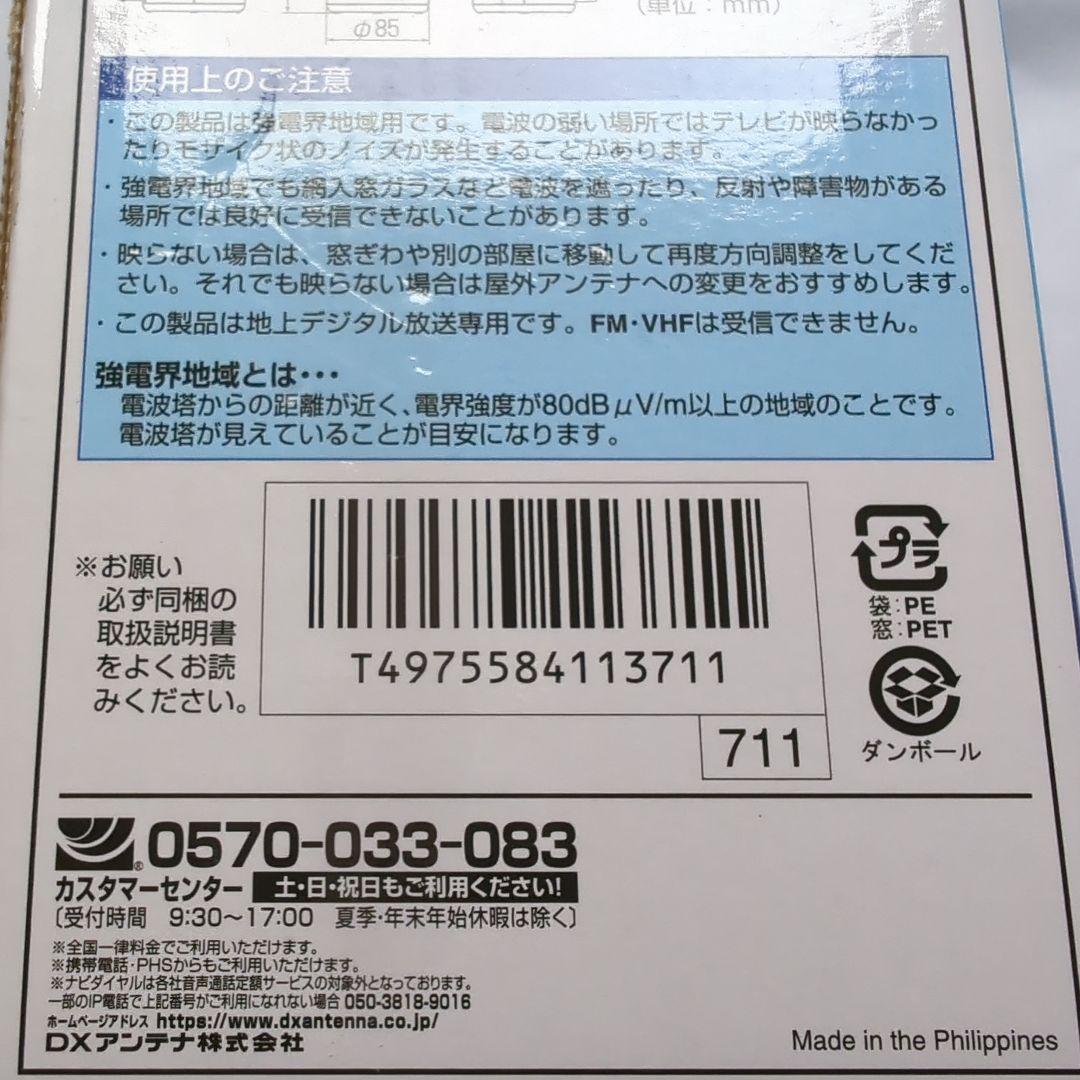 (単位：mm)
φ85
使用上のご注意
・この製品は強電界地域用です。電波の弱い場所ではテレビが映らなかっ
たりモザイク状のノイズが発生することがあります。
・強電界地域でも網入窓ガラスなど電波を遮ったり、反射や障害物がある
場所では良好に受信できないことがあります。
・映らない場合は、窓ぎわや別の部屋に移動して再度方向調整をしてくだ
さい。それでも映らない場合は屋外アンテナへの変更をおすすめします。
・この製品は地上デジタル放送専用です。FM・VHFは受信できません。
強電界地域とは・・・
電波塔からの距離が近く、電界強度が80dBμV/m以上の地域のことです。
電波塔が見えていることが目安になります。
※お願い
必ず同梱の
取扱説明書
をよくお読
みください。
T4975584113711
711
プラ
袋：PE
窓：PET
ダンボール
0570-033-083
カスタマーセンター 土・日・祝日もご利用ください!
〔受付時間 9:30～17:00 夏季・年末年始休暇は除く〕
※全国一律料金でご利用いただけます。
※携帯電話・PHSからもご利用いただけます。
※ナビダイヤルは各社音声通話定額サービスの対象外となっております。
一部のIP電話で上記番号がご利用になれない場合 050-3818-9016
ホームページアドレス https://www.dxantenna.co.jp/
DXアンテナ株式会社
Made in the Philippines